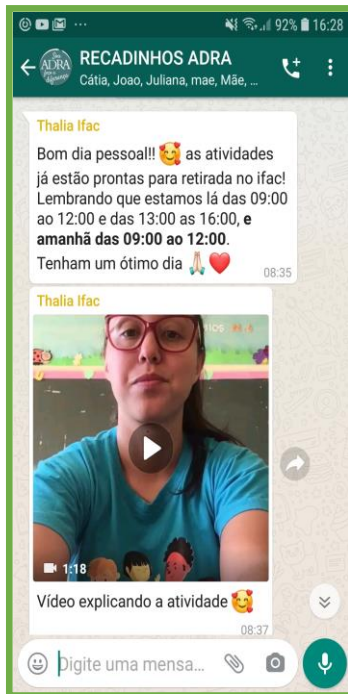 92% 16:28
ADRA
RECADINHOS ADRA
Cátia, Joao, Juliana, mae, Mãe, ...
Thalia Ifac
Bom dia pessoal!! 🥰 as atividades
já estão prontas para retirada no ifac!
Lembrando que estamos lá das 09:00
ao 12:00 e das 13:00 as 16:00, e
amanhã das 09:00 ao 12:00.
Tenham um ótimo dia 🙏🏻❤️
08:35
Thalia Ifac
1:18
Vídeo explicando a atividade 🥰
08:37
Digite uma mensa...